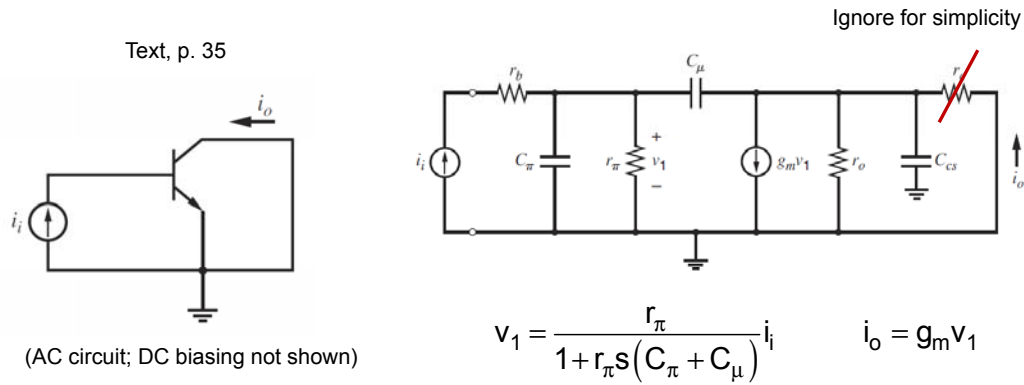 Ignore for simplicity
Text, p. 35
i_o
i_i
(AC circuit; DC biasing not shown)
r_b
C_μ
i_i
C_π
r_π
+
v_1
−
g_m v_1
r_o
C_cs
i_o
v_1 = r_π / (1 + r_π s(C_π + C_μ)) i_i
i_o = g_m v_1